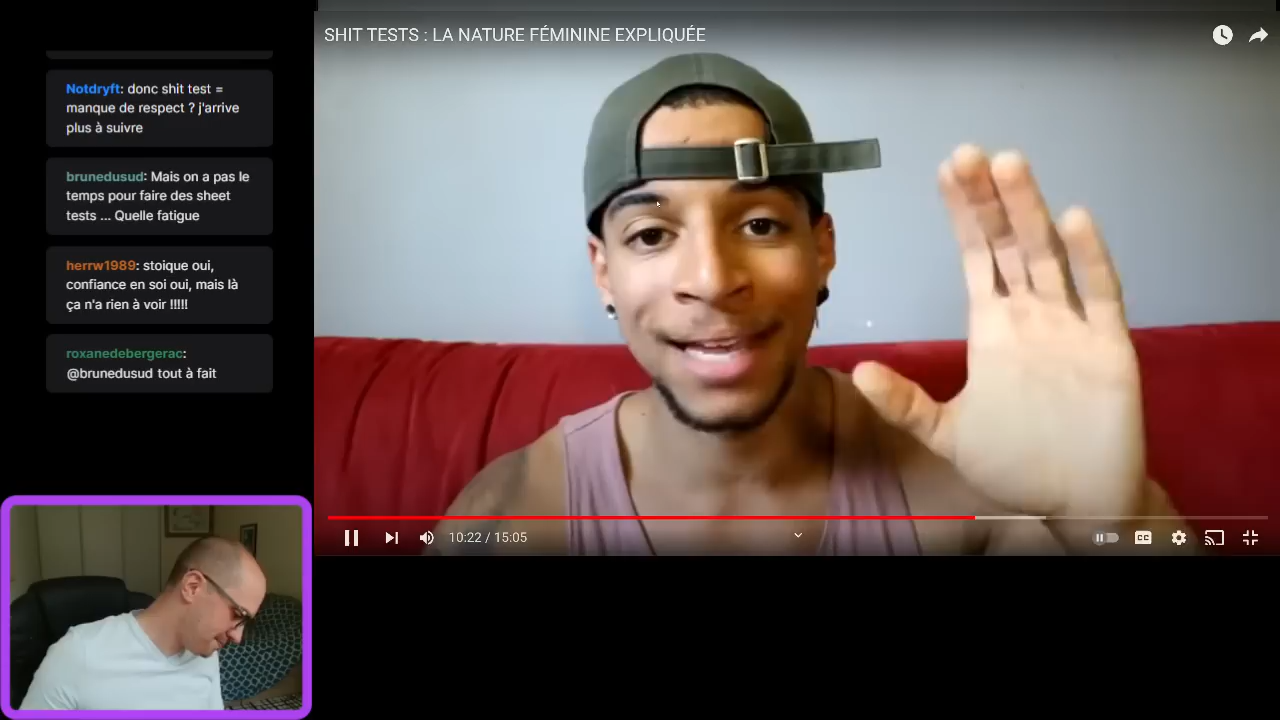 SHIT TESTS : LA NATURE FÉMININE EXPLIQUÉE
Notdryft: donc shit test =
manque de respect ? j'arrive
plus à suivre
brunedusud: Mais on a pas le
temps pour faire des sheet
tests ... Quelle fatigue
herrw1989: stoique oui,
confiance en soi oui, mais là
ça n'a rien à voir !!!!!
roxanedebergerac:
@brunedusud tout à fait
10:22 / 15:05
CC